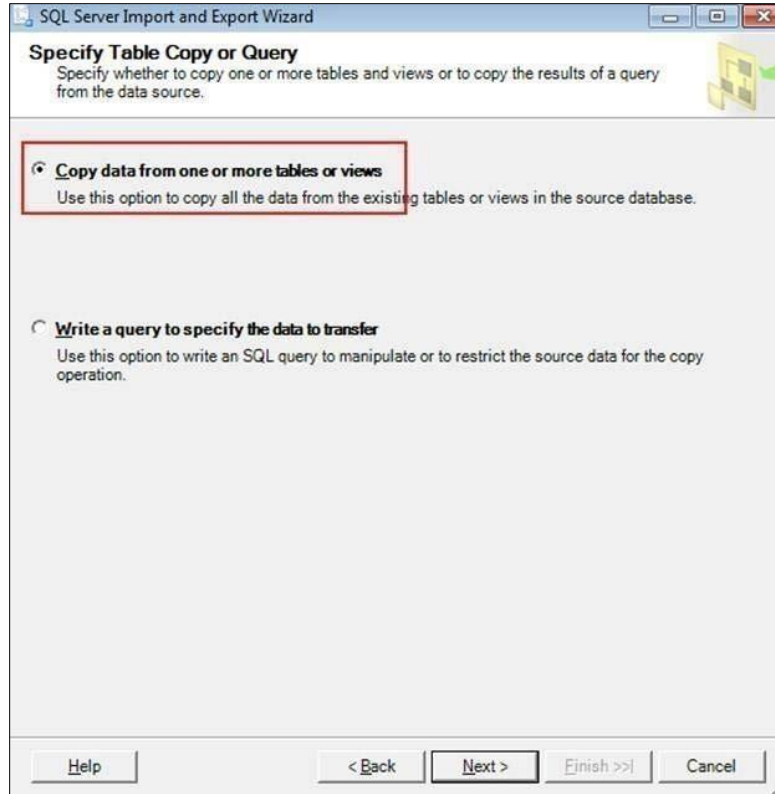 SQL Server Import and Export Wizard
Specify Table Copy or Query
Specify whether to copy one or more tables and views or to copy the results of a query
from the data source.
Copy data from one or more tables or views
Use this option to copy all the data from the existing tables or views in the source database.
Write a query to specify the data to transfer
Use this option to write an SQL query to manipulate or to restrict the source data for the copy
operation.
Help < Back Next > Finish >>| Cancel